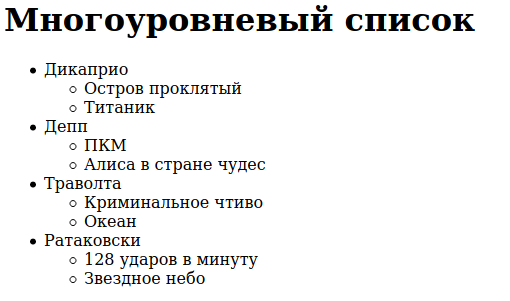 Многоуровневый список
Дикаприо
Остров проклятый
Титаник
Депп
ПКМ
Алиса в стране чудес
Траволта
Криминальное чтиво
Океан
Ратаковски
128 ударов в минуту
Звездное небо